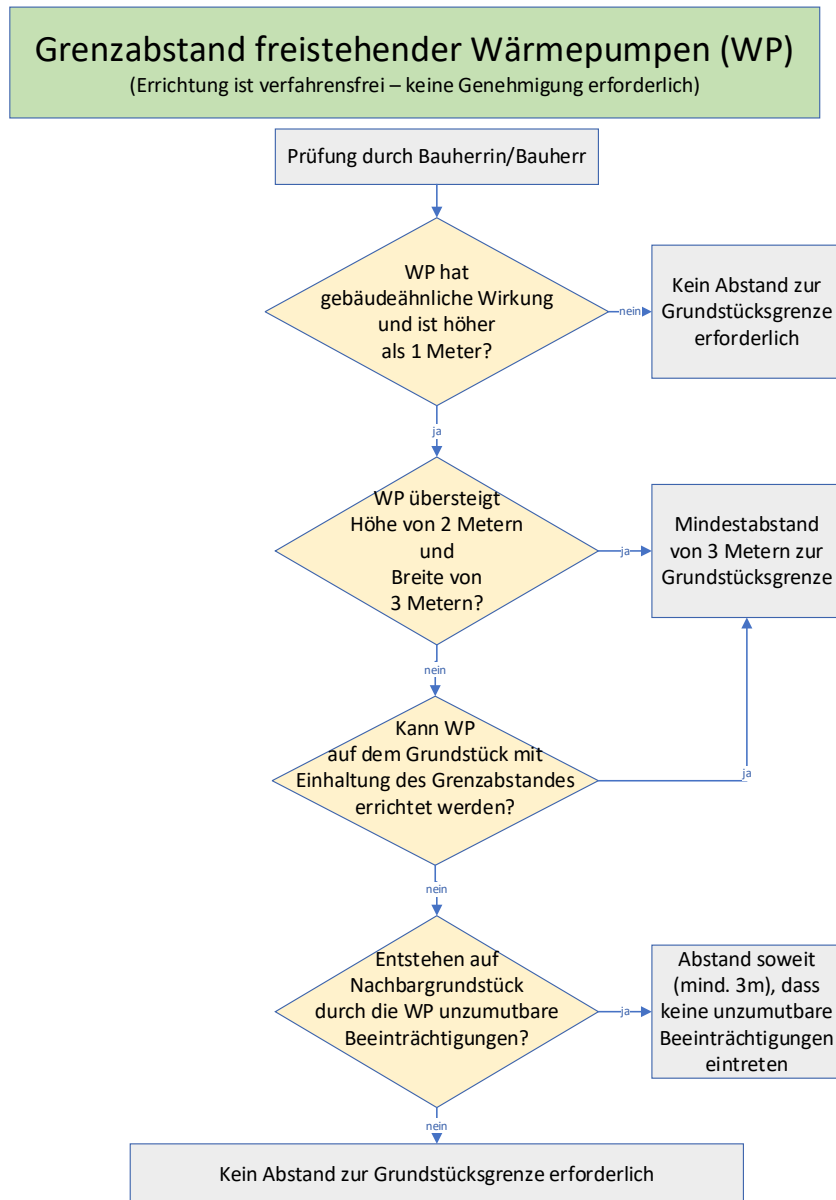 Grenzabstand freistehender Wärmepumpen (WP)
(Errichtung ist verfahrensfrei – keine Genehmigung erforderlich)
Prüfung durch Bauherrin/Bauherr
WP hat
gebäudeähnliche Wirkung
und ist höher
als 1 Meter?
nein
Kein Abstand zur
Grundstücksgrenze
erforderlich
ja
WP übersteigt
Höhe von 2 Metern
und
Breite von
3 Metern?
ja
Mindestabstand
von 3 Metern zur
Grundstücksgrenze
nein
Kann WP
auf dem Grundstück mit
Einhaltung des Grenzabstandes
errichtet werden?
ja
nein
Entstehen auf
Nachbargrundstück
durch die WP unzumutbare
Beeinträchtigungen?
ja
Abstand soweit
(mind. 3m), dass
keine unzumutbare
Beeinträchtigungen
eintreten
nein
Kein Abstand zur Grundstücksgrenze erforderlich